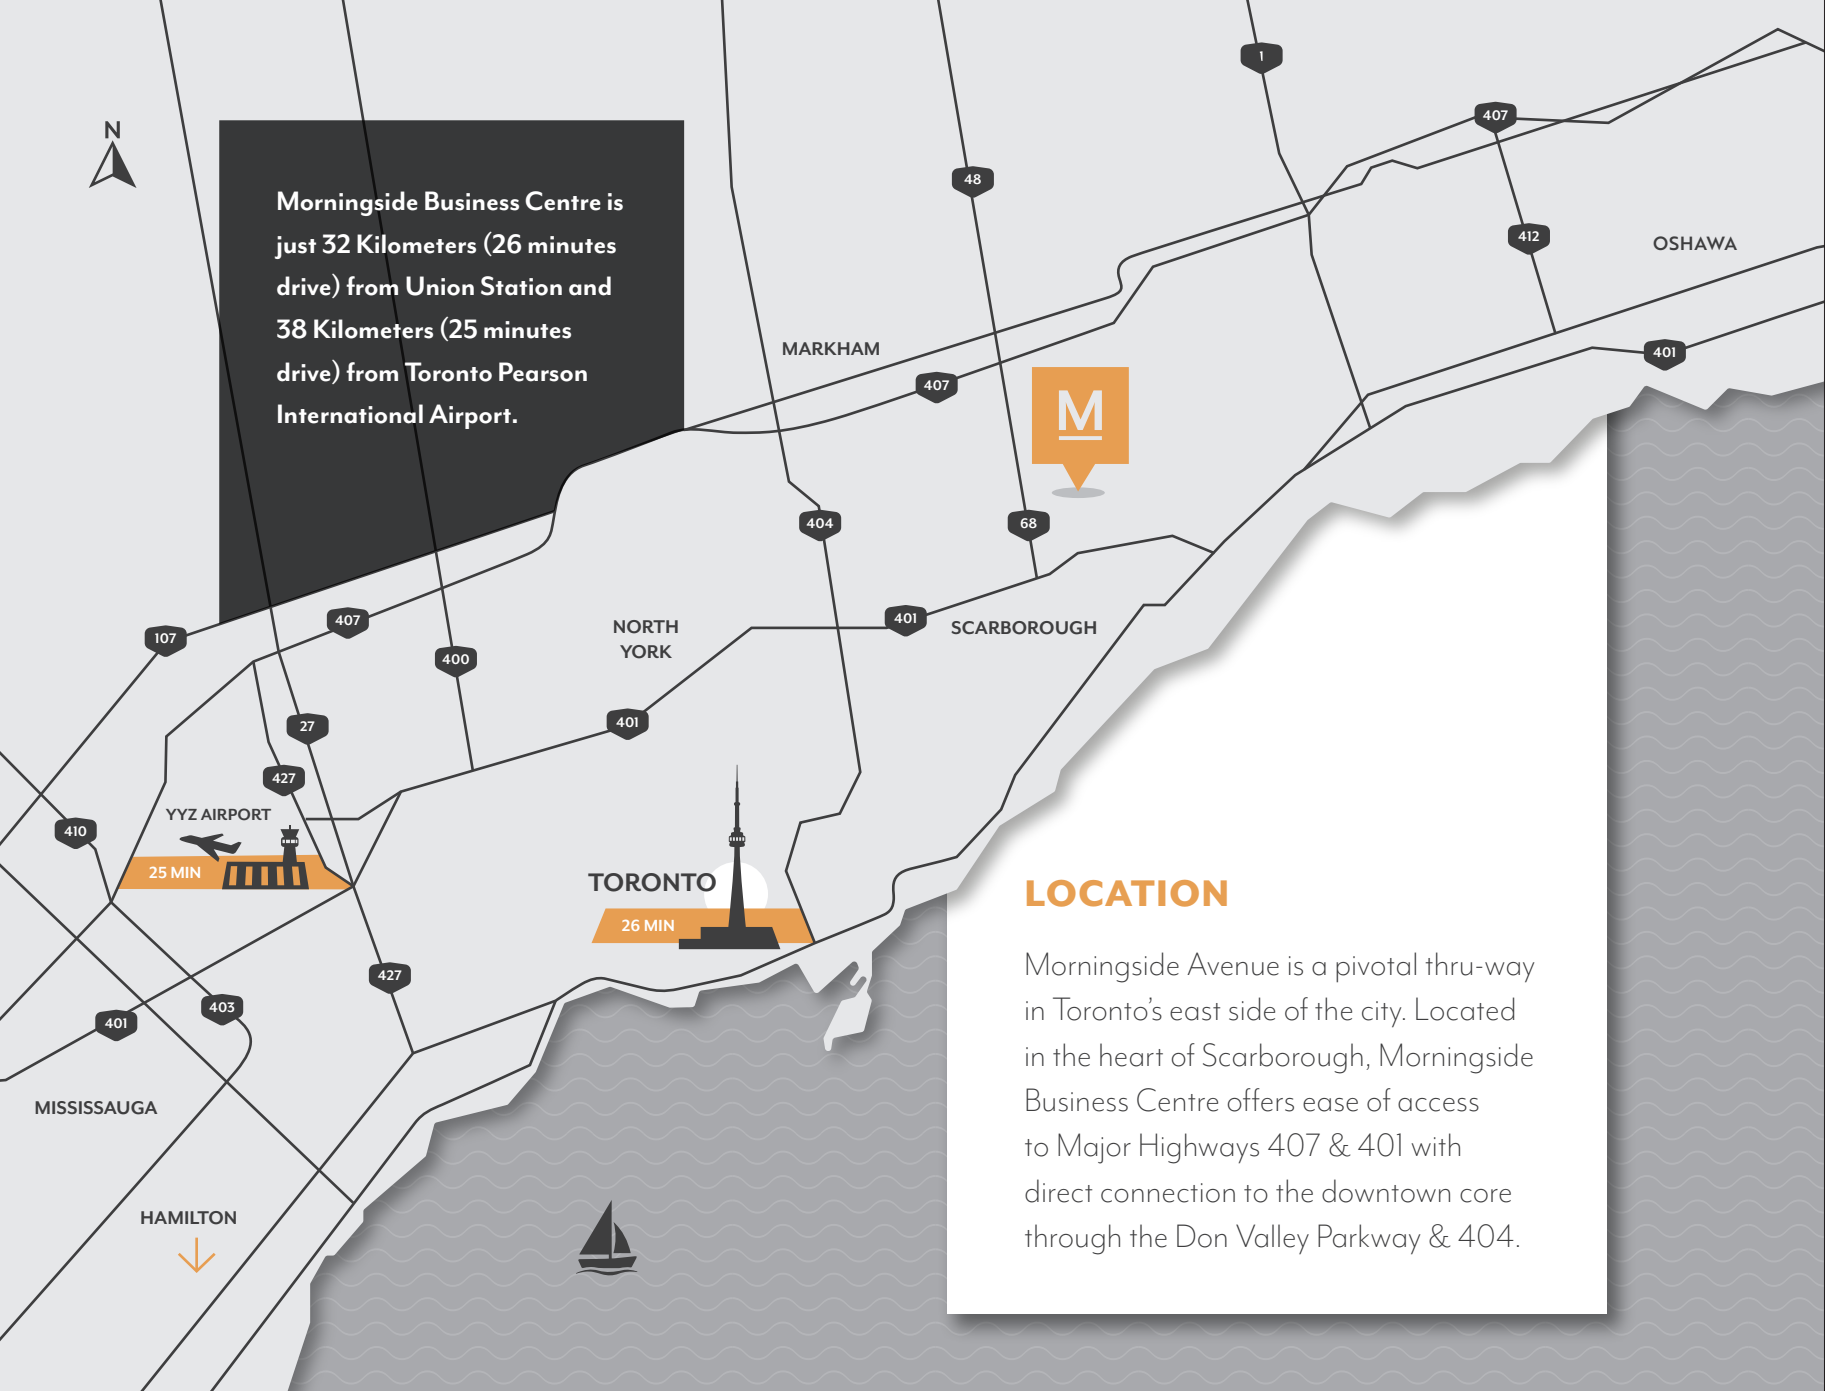 1
407
N
48
Morningside Business Centre is
just 32 Kilometers (26 minutes
drive) from Union Station and
38 Kilometers (25 minutes
drive) from Toronto Pearson
International Airport.
412
OSHAWA
MARKHAM
401
407
M
404
68
107
407
401
NORTH
YORK
SCARBOROUGH
400
27
401
427
YYZ AIRPORT
410
25 MIN
TORONTO
26 MIN
427
403
401
MISSISSAUGA
HAMILTON
LOCATION
Morningside Avenue is a pivotal thru-way
in Toronto’s east side of the city. Located
in the heart of Scarborough, Morningside
Business Centre offers ease of access
to Major Highways 407 & 401 with
direct connection to the downtown core
through the Don Valley Parkway & 404.